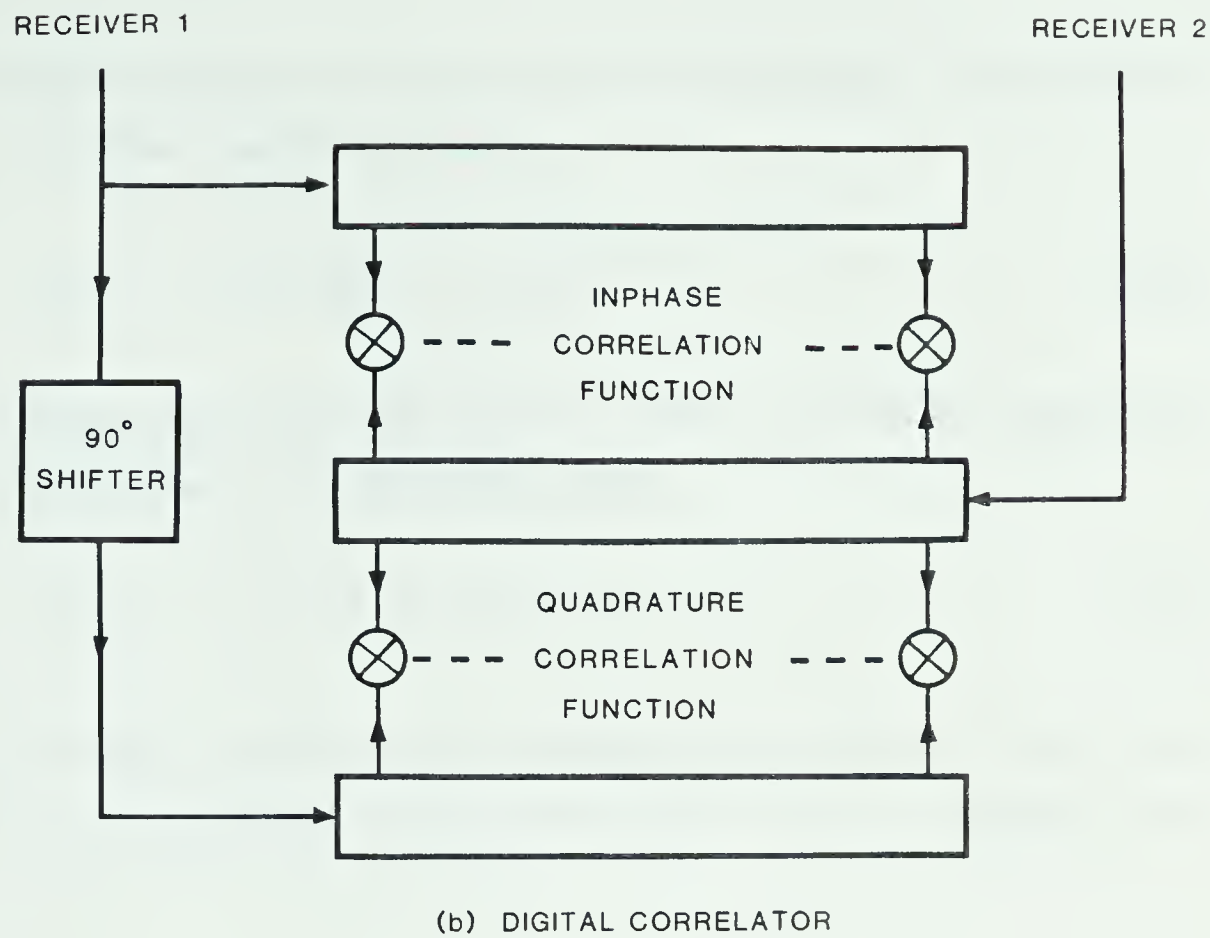 RECEIVER 1
RECEIVER 2
INPHASE
CORRELATION
FUNCTION
90°
SHIFTER
QUADRATURE
CORRELATION
FUNCTION
(b) DIGITAL CORRELATOR